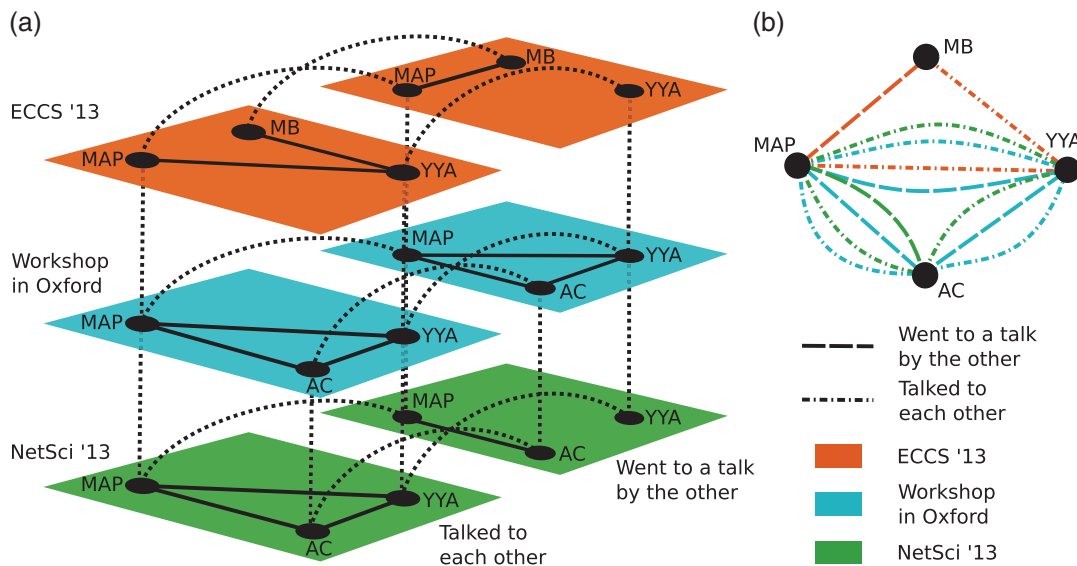 (a)
ECCS '13
MAP
MB
YYA
MAP
MB
YYA
Workshop
in Oxford
MAP
YYA
AC
MAP
YYA
AC
NetSci '13
MAP
YYA
AC
MAP
YYA
AC
Talked to
each other
Went to a talk
by the other
(b)
MB
MAP
YYA
AC
Went to a talk
by the other
Talked to
each other
ECCS '13
Workshop
in Oxford
NetSci '13